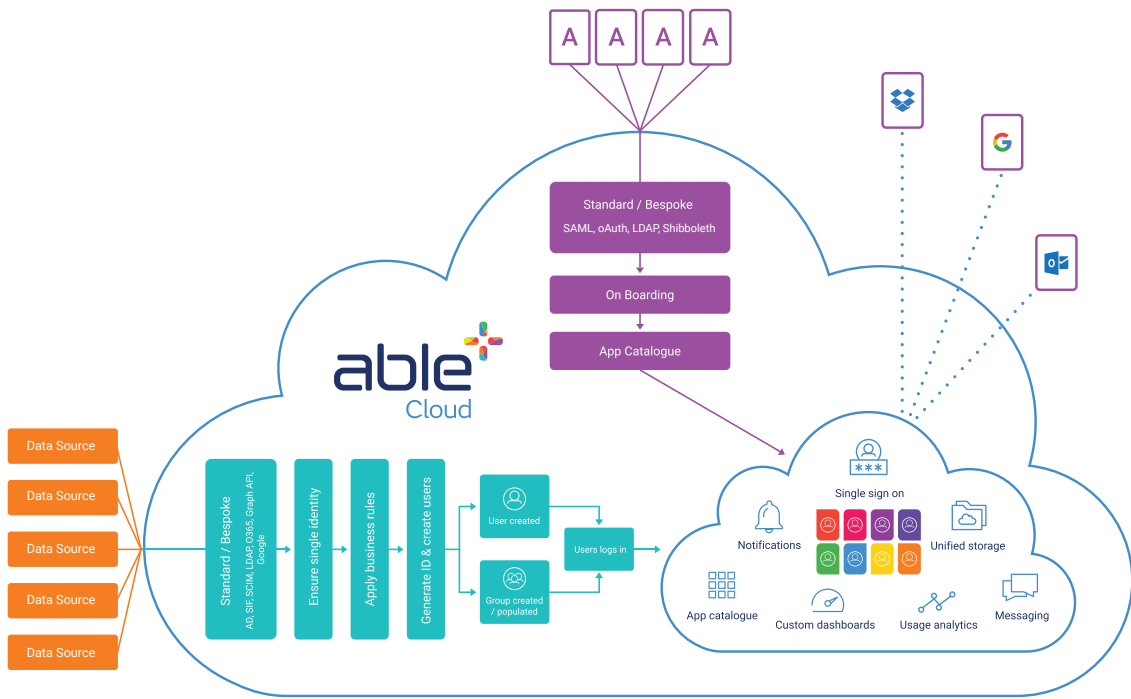 A
A
A
A
Standard / Bespoke
SAML, oAuth, LDAP, Shibboleth
On Boarding
App Catalogue
able
Cloud
Data Source
Data Source
Data Source
Data Source
Data Source
Standard / Bespoke
AD, SIF, SCIM, LDAP, O365, Graph API,
Google
Ensure single identity
Apply business rules
Generate ID & create users
User created
Group created
/ populated
Users logs in
***
Single sign on
Notifications
Unified storage
App catalogue
Custom dashboards
Usage analytics
Messaging
G
O